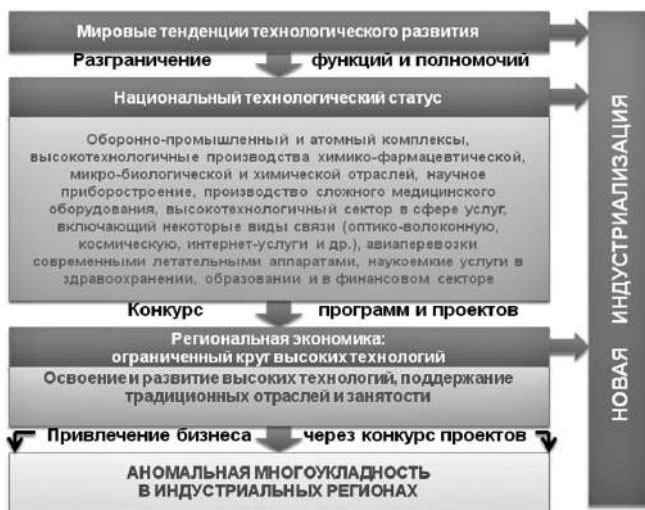 Мировые тенденции технологического развития
Разграничение функций и полномочий
Национальный технологический статус
Оборонно-промышленный и атомный комплексы,
высокотехнологичные производства химико-фармацевтической,
микро-биологической и химической отраслей, научное
приборостроение, производство сложного медицинского
оборудования, высокотехнологичный сектор в сфере услуг,
включающий некоторые виды связи (оптико-волоконную,
космическую, интернет-услуги и др.), авиаперевозки
современными летательными аппаратами, наукоемкие услуги в
здравоохранении, образовании и в финансовом секторе
Конкурс программ и проектов
Региональная экономика:
ограниченный круг высоких технологий
Освоение и развитие высоких технологий, поддержание
традиционных отраслей и занятости
Привлечение бизнеса через конкурс проектов
АНОМАЛЬНАЯ МНОГОУКЛАДНОСТЬ
В ИНДУСТРИАЛЬНЫХ РЕГИОНАХ
НОВАЯ ИНДУСТРИАЛИЗАЦИЯ